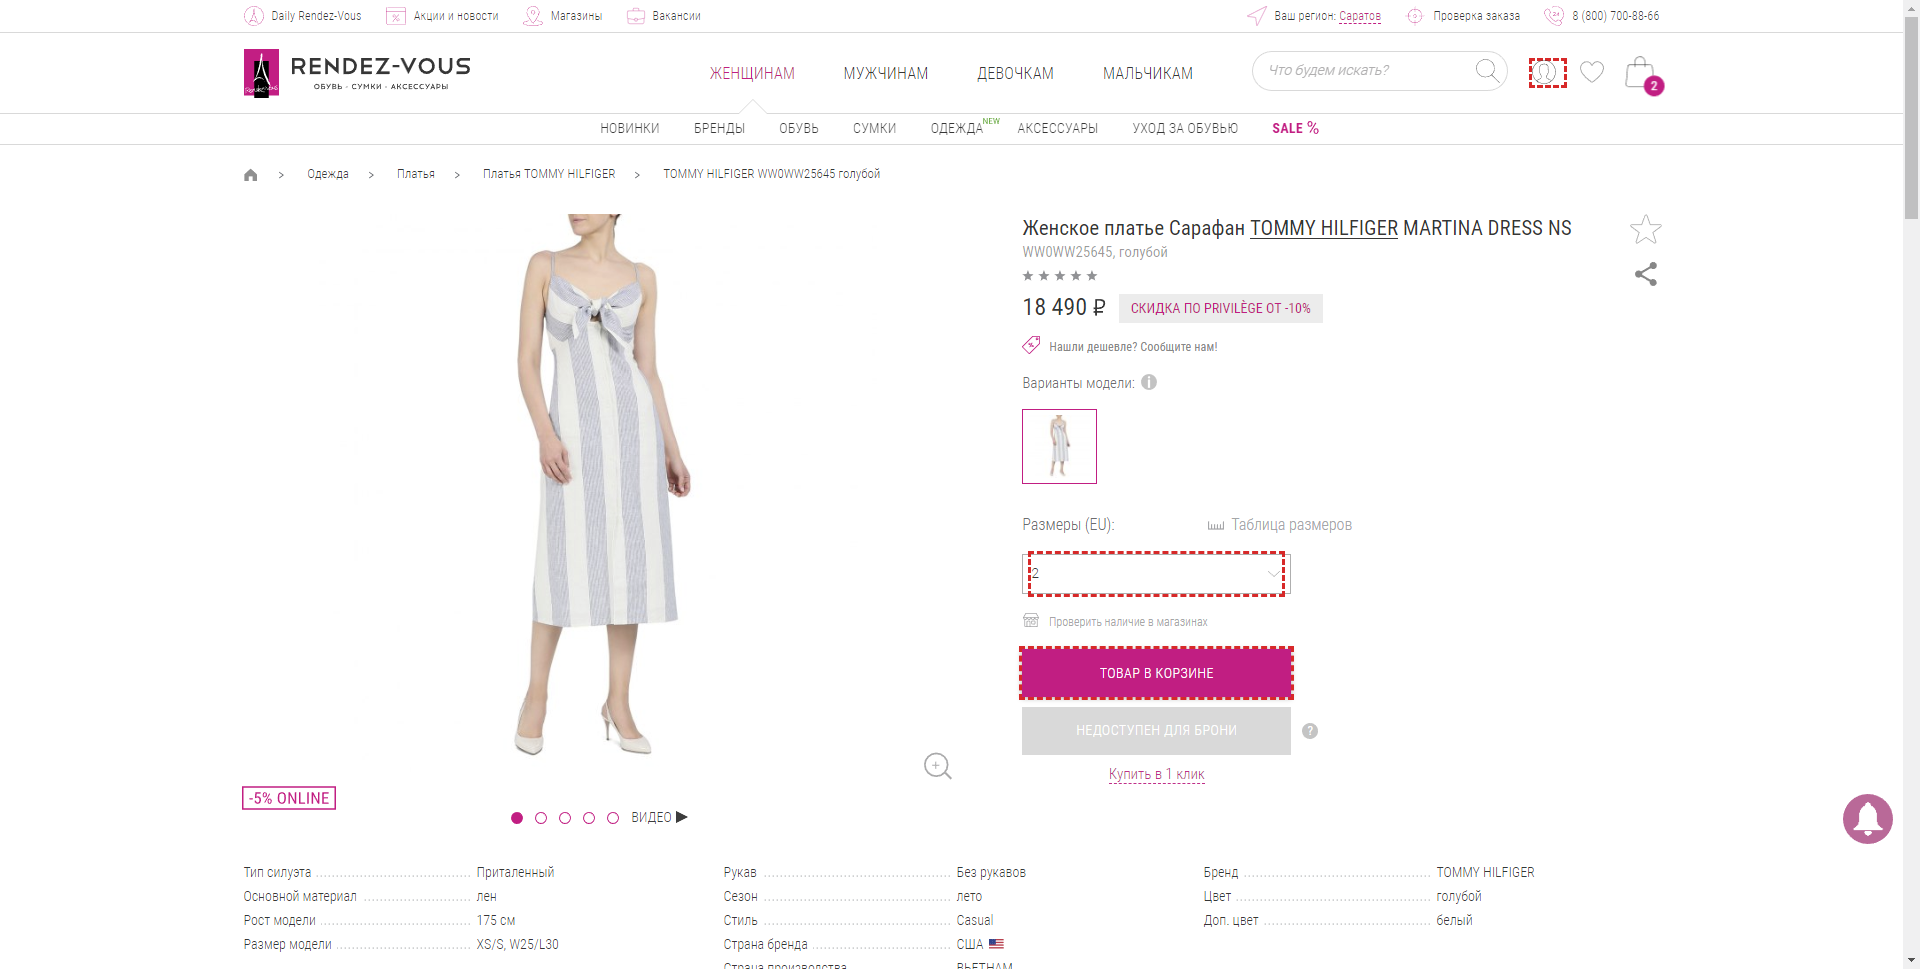 Daily Rendez-Vous
Акции и новости
Магазины
Вакансии
Ваш регион: Саратов
Проверка заказа
8 (800) 700-88-66
RENDEZ-VOUS
ОБУВЬ · СУМКИ · АКСЕССУАРЫ
ЖЕНЩИНАМ
МУЖЧИНАМ
ДЕВОЧКАМ
МАЛЬЧИКАМ
Что будем искать?
2
НОВИНКИ
БРЕНДЫ
ОБУВЬ
СУМКИ
ОДЕЖДА NEW
АКСЕССУАРЫ
УХОД ЗА ОБУВЬЮ
SALE %
> Одежда > Платья > Платья TOMMY HILFIGER > TOMMY HILFIGER WW0WW25645 голубой
Женское платье Сарафан TOMMY HILFIGER MARTINA DRESS NS
WW0WW25645, голубой
18 490 ₽
СКИДКА ПО PRIVILÈGE ОТ -10%
Нашли дешевле? Сообщите нам!
Варианты модели:
Размеры (EU):
Таблица размеров
2
Проверить наличие в магазинах
ТОВАР В КОРЗИНЕ
НЕДОСТУПЕН ДЛЯ БРОНИ
?
Купить в 1 клик
-5% ONLINE
ВИДЕО
Тип силуэта Приталенный
Основной материал лен
Рост модели 175 см
Размер модели XS/S, W25/L30
Рукав Без рукавов
Сезон лето
Стиль Casual
Страна бренда США
Страна производства ВЬЕТНАМ
Бренд TOMMY HILFIGER
Цвет голубой
Доп. цвет белый